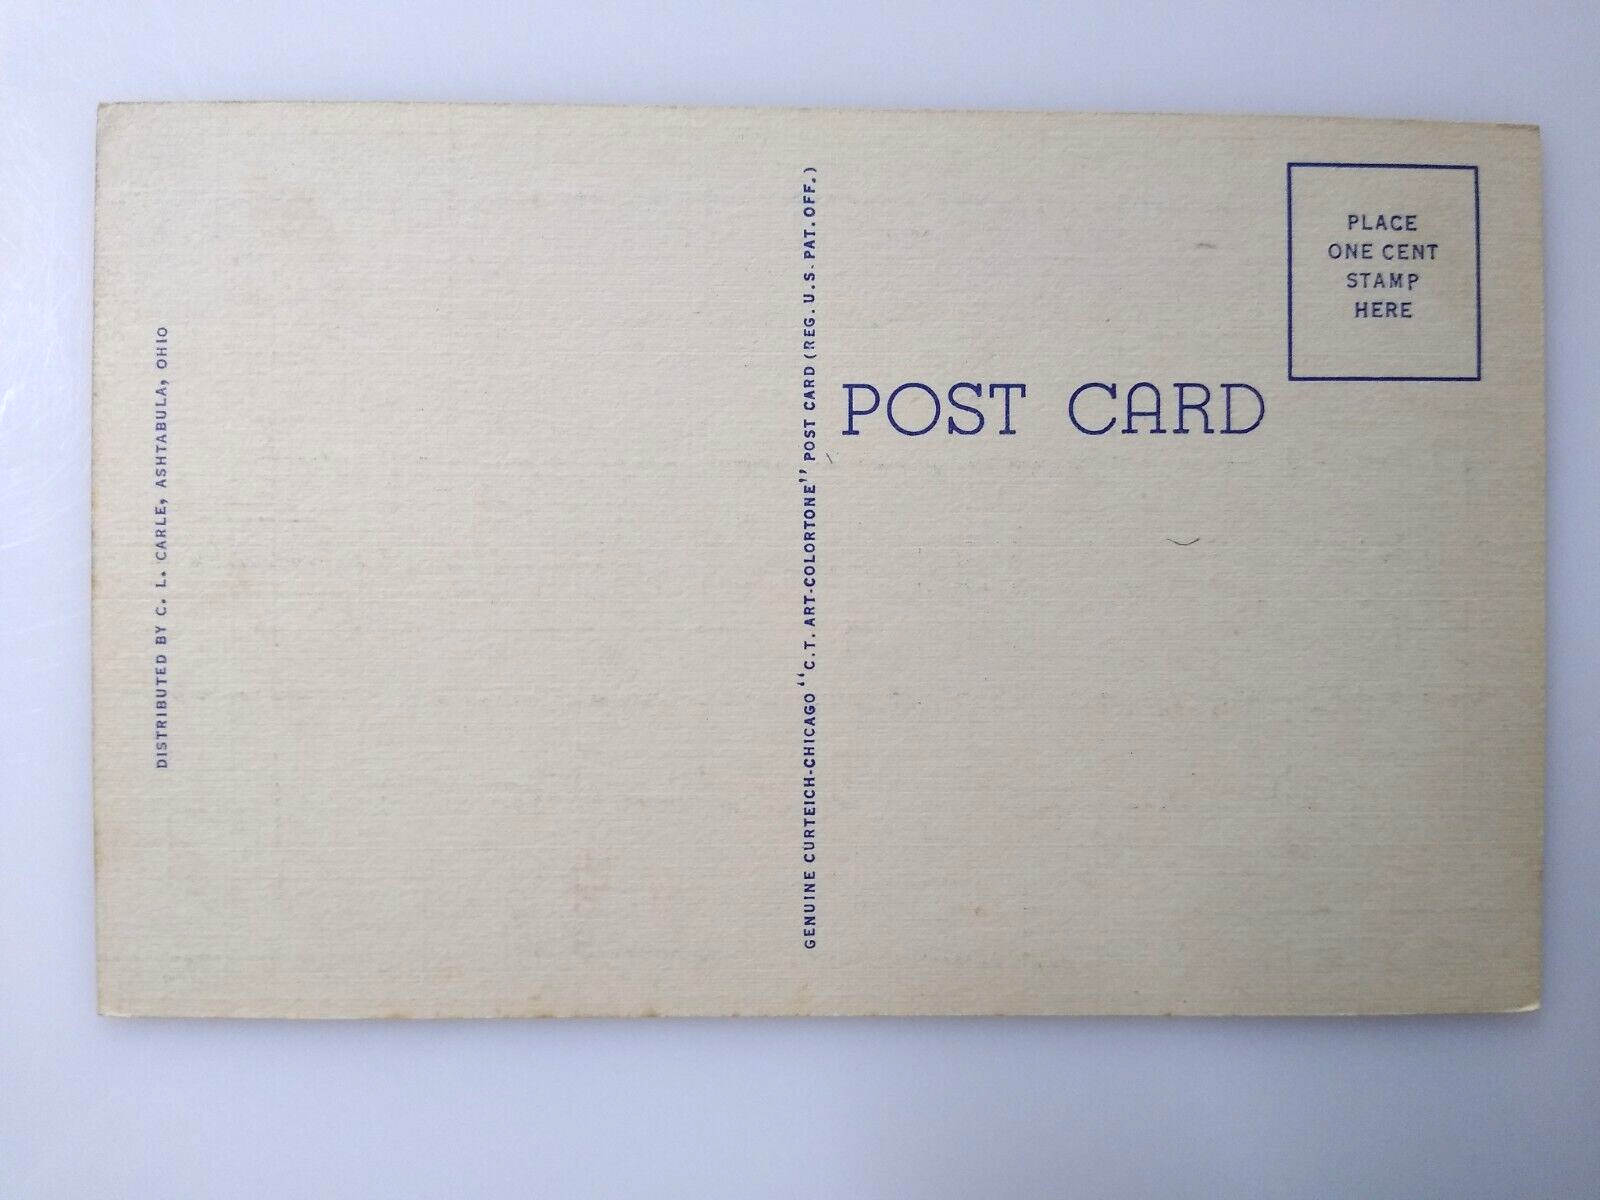 DISTRIBUTED BY C. L. CARLE, ASHTABULA, OHIO
GENUINE CURTEICH-CHICAGO "C.T. ART-COLORTONE" POST CARD (REG. U.S. PAT. OFF.)
POST CARD
PLACE
ONE CENT
STAMP
HERE